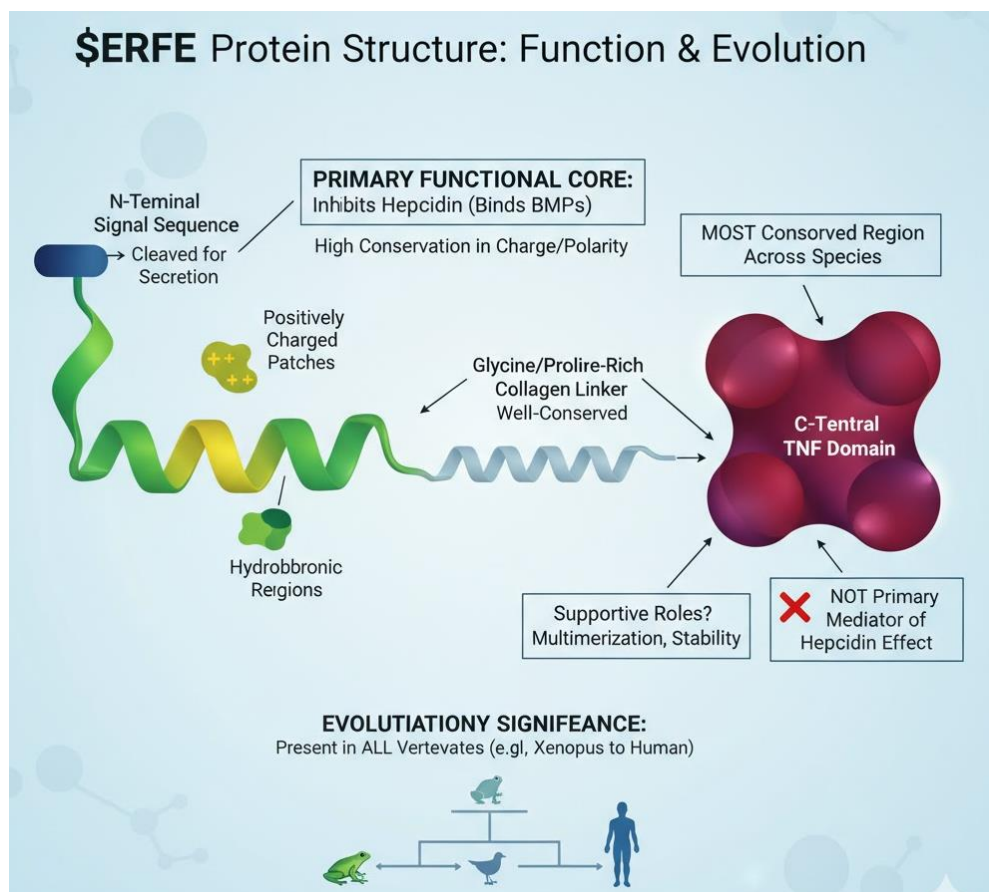 $ERFE Protein Structure: Function & Evolution
PRIMARY FUNCTIONAL CORE:
Inhibits Hepcidin (Binds BMPs)
High Conservation in Charge/Polarity
N-Teminal
Signal Sequence
Cleaved for
Secretion
MOST Consorved Region
Across Species
Positively
Charged
Patches
++
++
Glycine/Prolire-Rich
Collagen Linker
Well-Conserved
C-Tentral
TNF Domain
Hydrobbronic
Reigions
Supportive Roles?
Multimerization, Stability
NOT Primary
Mediator of
Hepcidin Effect
EVOLUTIATIONY SIGNIFEANCE:
Present in ALL Vertevates (e.gl, Xenopus to Human)